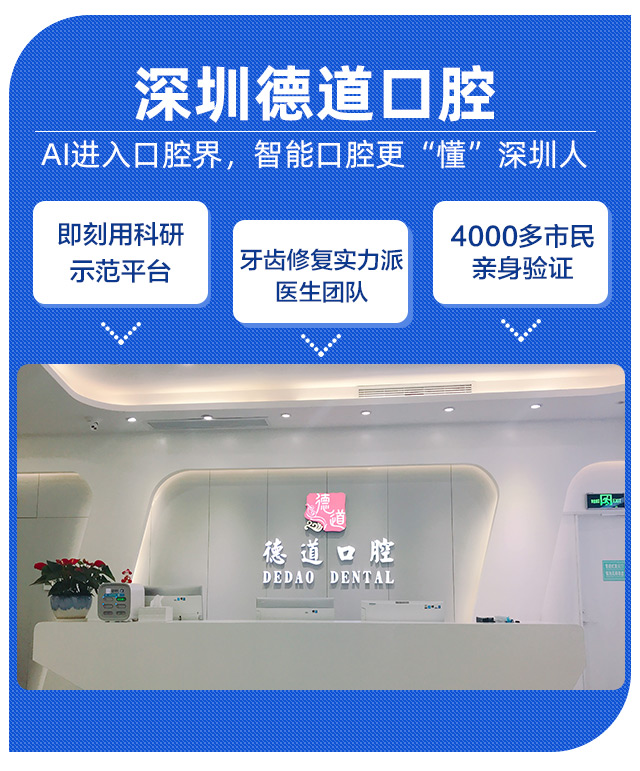 深圳德道口腔
AI进入口腔界，智能口腔更“懂”深圳人
即刻用科研
示范平台
牙齿修复实力派
医生团队
4000多市民
亲身验证
德道
德道口腔
DEDAO DENTAL